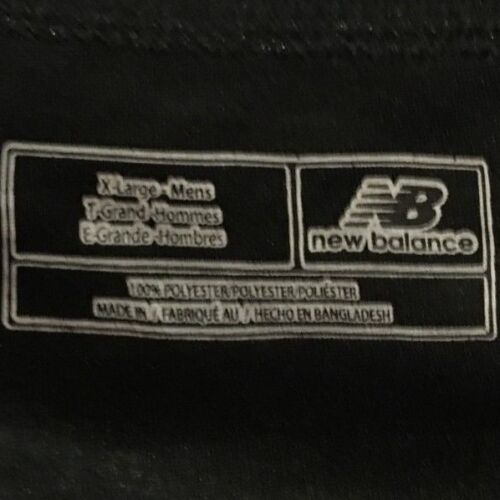 X-Large - Mens
T-Grand -Hommes
E-Grande -Hombres
NB
new balance
100% POLYESTER/POLYESTER/POLIÉSTER
MADE IN / FABRIQUÉ AU / HECHO EN BANGLADESH